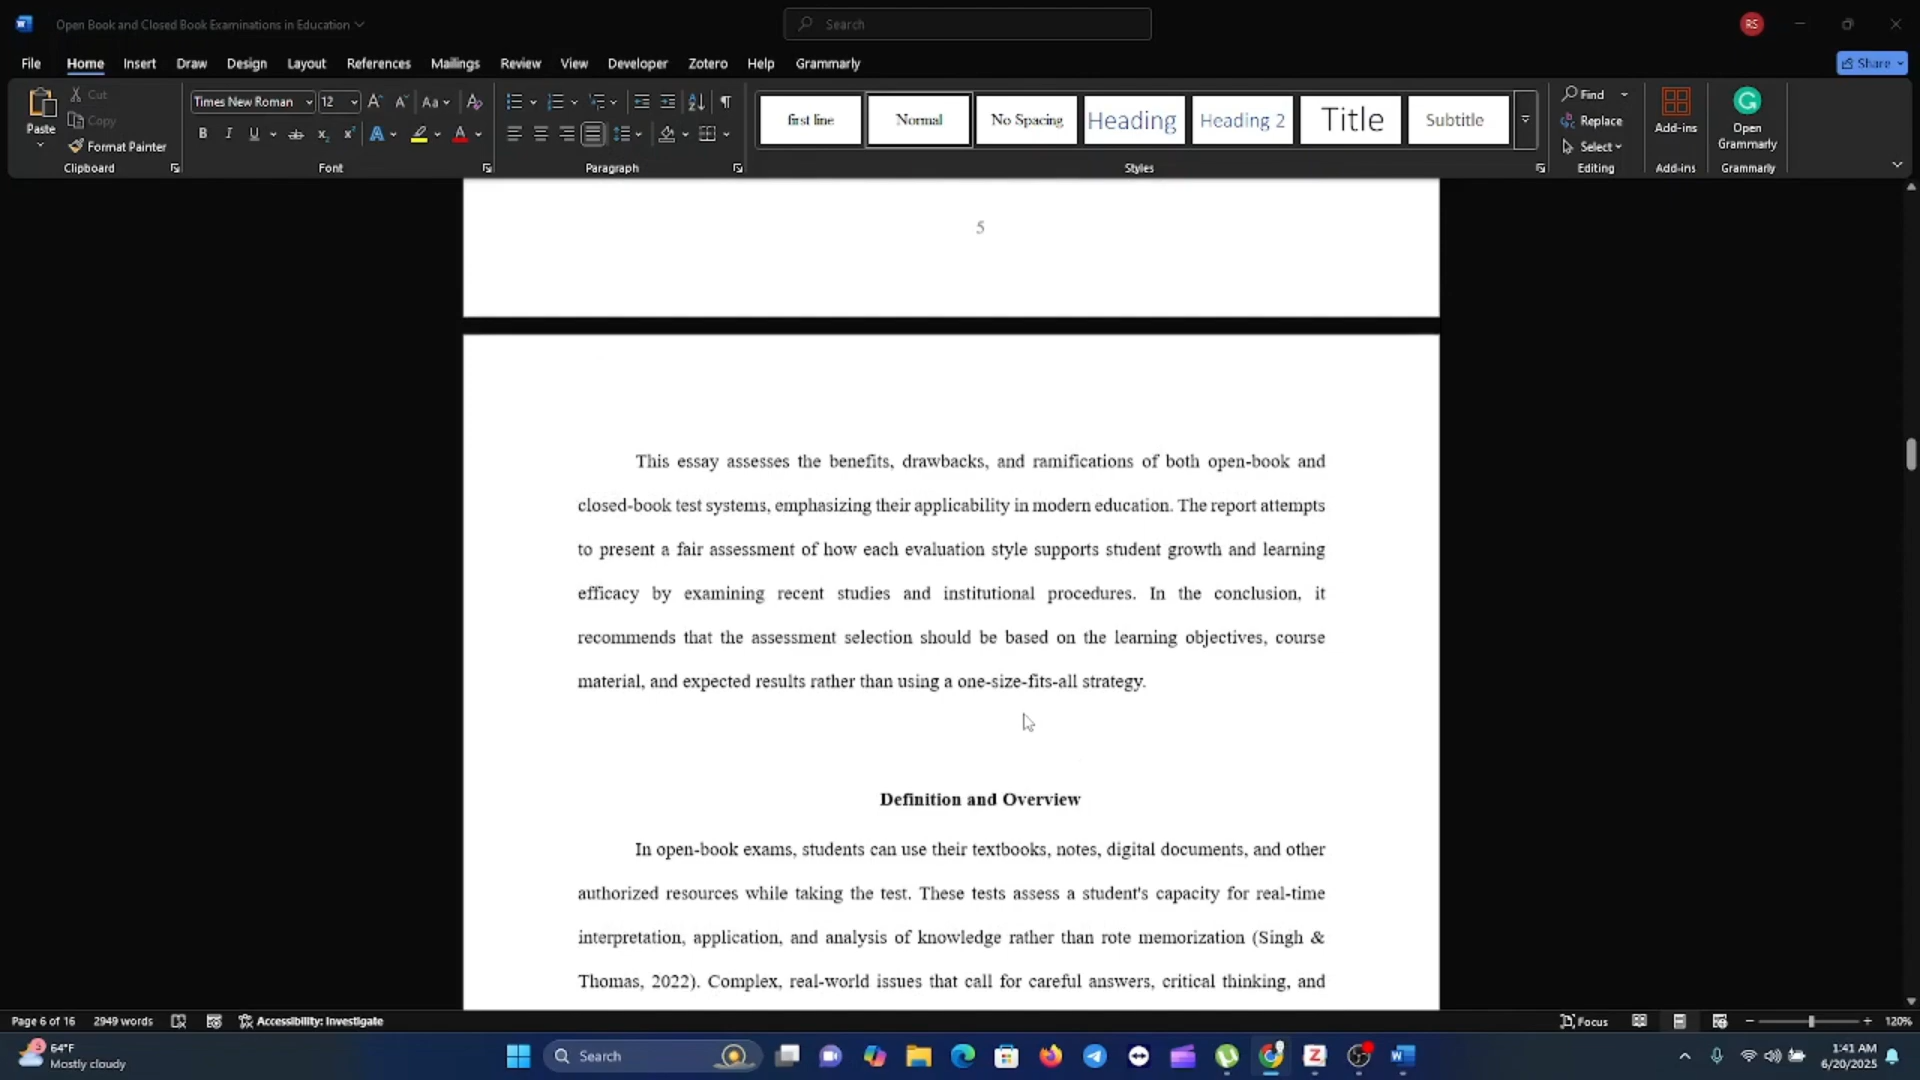 Open Book and Closed Book Examinations in Education
Search
RS
File Home Insert Draw Design Layout References Mailings Review View Developer Zotero Help Grammarly
Share
Paste
Cut
Copy
Format Painter
Clipboard
Times New Roman 12
Font
Paragraph
first line
Normal
No Spacing
Heading
Heading 2
Title
Subtitle
Styles
Find
Replace
Select
Editing
Add-ins
Add-ins
Open
Grammarly
Grammarly
5
This essay assesses the benefits, drawbacks, and ramifications of both open-book and
closed-book test systems, emphasizing their applicability in modern education. The report attempts
to present a fair assessment of how each evaluation style supports student growth and learning
efficacy by examining recent studies and institutional procedures. In the conclusion, it
recommends that the assessment selection should be based on the learning objectives, course
material, and expected results rather than using a one-size-fits-all strategy.
Definition and Overview
In open-book exams, students can use their textbooks, notes, digital documents, and other
authorized resources while taking the test. These tests assess a student's capacity for real-time
interpretation, application, and analysis of knowledge rather than rote memorization (Singh &
Thomas, 2022). Complex, real-world issues that call for careful answers, critical thinking, and
Page 6 of 16 2949 words Accessibility: Investigate
Focus
120%
64°F
Mostly cloudy
Search
1:41 AM
6/20/2025